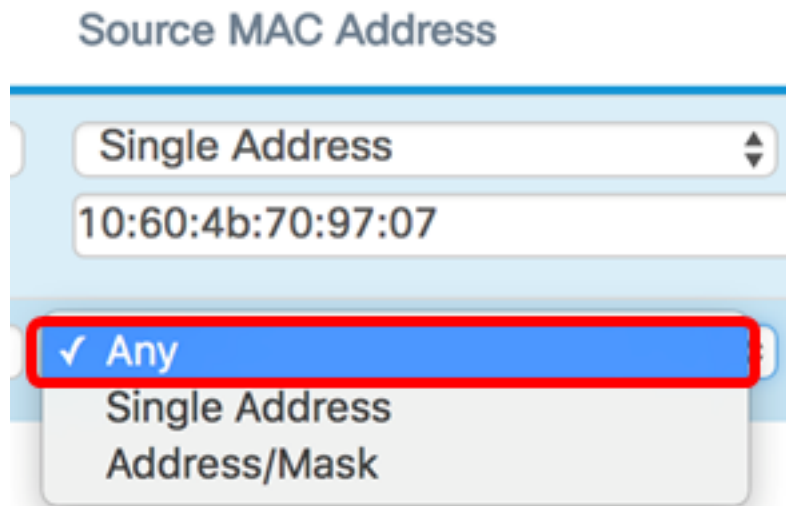 Source MAC Address
Single Address
10:60:4b:70:97:07
✓ Any
Single Address
Address/Mask